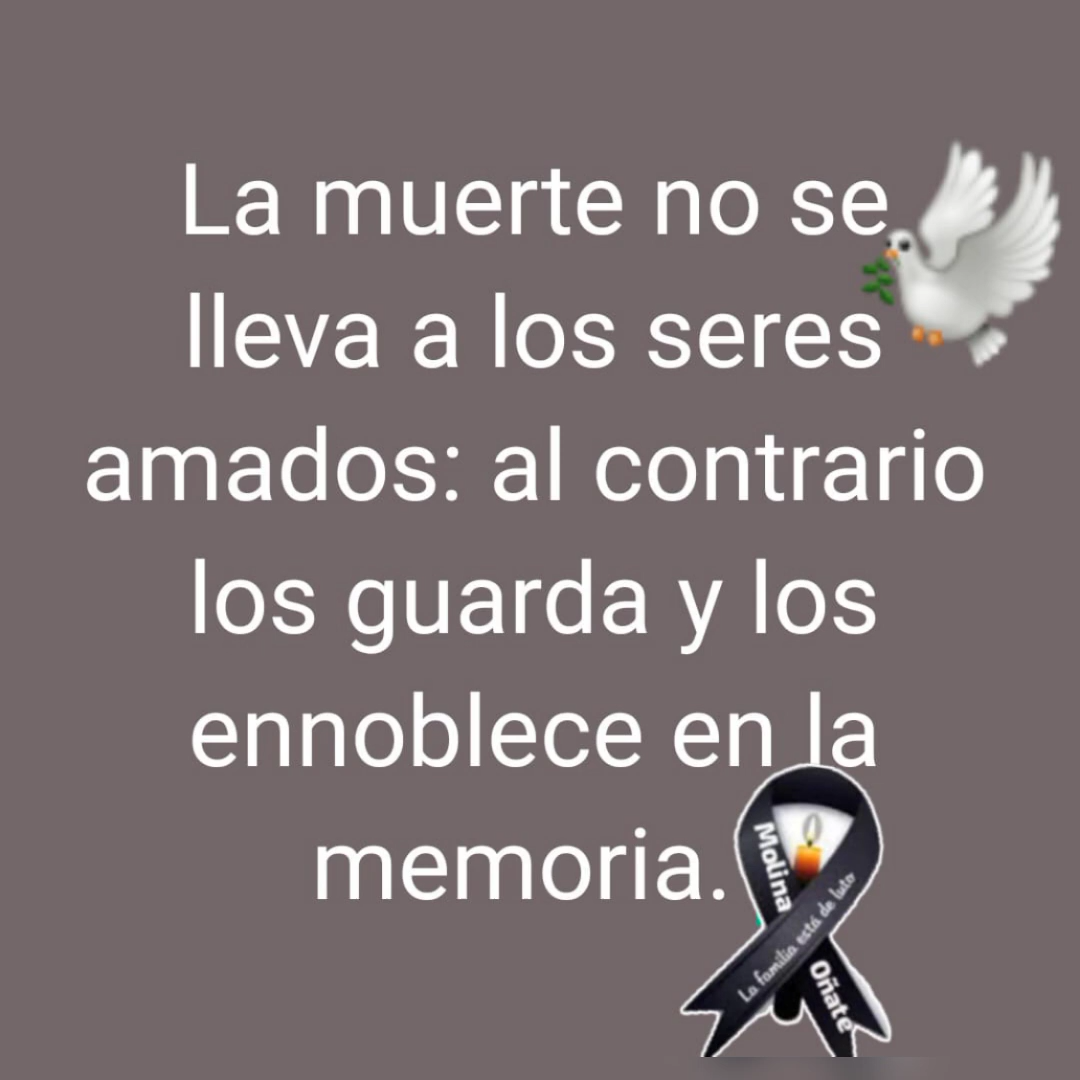 La muerte no se
lleva a los seres
amados: al contrario
los guarda y los
ennoblece en la
memoria.
Molina
La familia está de luto
Oñate